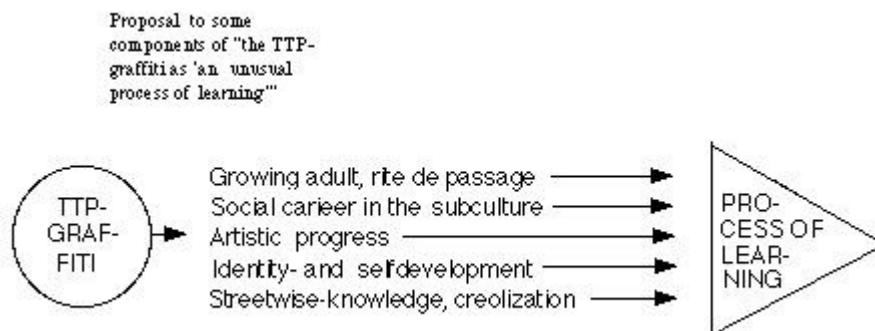 Proposal to some
components of "the TTP-
graffiti as 'an unusual
process of learning'"
TTP-
GRAF-
FITI
Growing adult, rite de passage
Social carieer in the subculture
Artistic progress
Identity- and selfdevelopment
Streetwise-knowledge, creolization
PRO-
CESS OF
LEAR-
NING